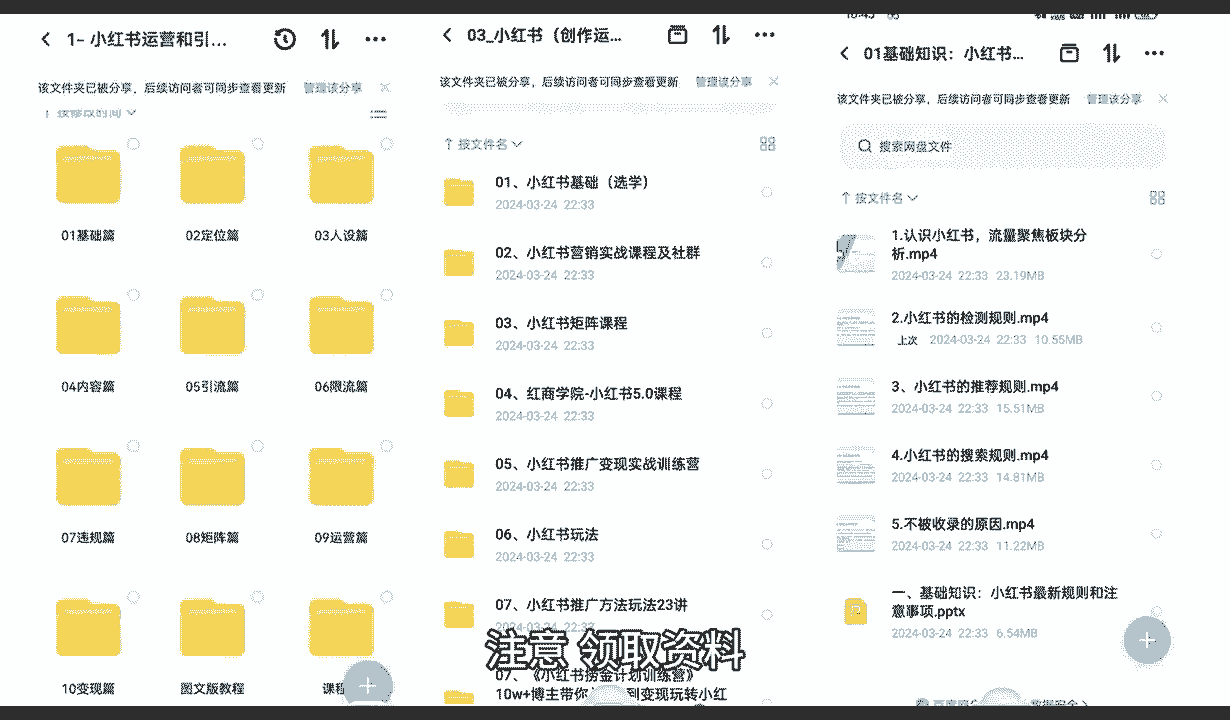 1- 小红书运营和引...
该文件夹已被分享，后续访问者可同步查看更新 管理该分享
按修改时间
01基础篇
02定位篇
03人设篇
04内容篇
05引流篇
06限流篇
07违规篇
08矩阵篇
09运营篇
10变现篇
图文版教程
课程
03_小红书（创作运...
该文件夹已被分享，后续访问者可同步查看更新 管理该分享
按文件名
01、小红书基础（选学）
2024-03-24 22:33
02、小红书营销实战课程及社群
2024-03-24 22:33
03、小红书矩阵课程
2024-03-24 22:33
04、红商学院-小红书5.0课程
2024-03-24 22:33
05、小红书推广变现实战训练营
2024-03-24 22:33
06、小红书玩法
2024-03-24 22:33
07、小红书推广方法玩法23讲
2024-03-24 22:33
07、《小红书捞金计划训练营》
10w+博主带你 到变现玩转小红
01基础知识：小红书...
该文件夹已被分享，后续访问者可同步查看更新 管理该分享
搜索网盘文件
按文件名
1.认识小红书，流量聚焦板块分
析.mp4
2024-03-24 22:33 23.19MB
2.小红书的检测规则.mp4
上次 2024-03-24 22:33 10.55MB
3、小红书的推荐规则.mp4
2024-03-24 22:33 15.51MB
4.小红书的搜索规则.mp4
2024-03-24 22:33 14.81MB
5.不被收录的原因.mp4
2024-03-24 22:33 11.22MB
一、基础知识：小红书最新规则和注
意事项.pptx
2024-03-24 22:33 6.54MB
注意 领取资料